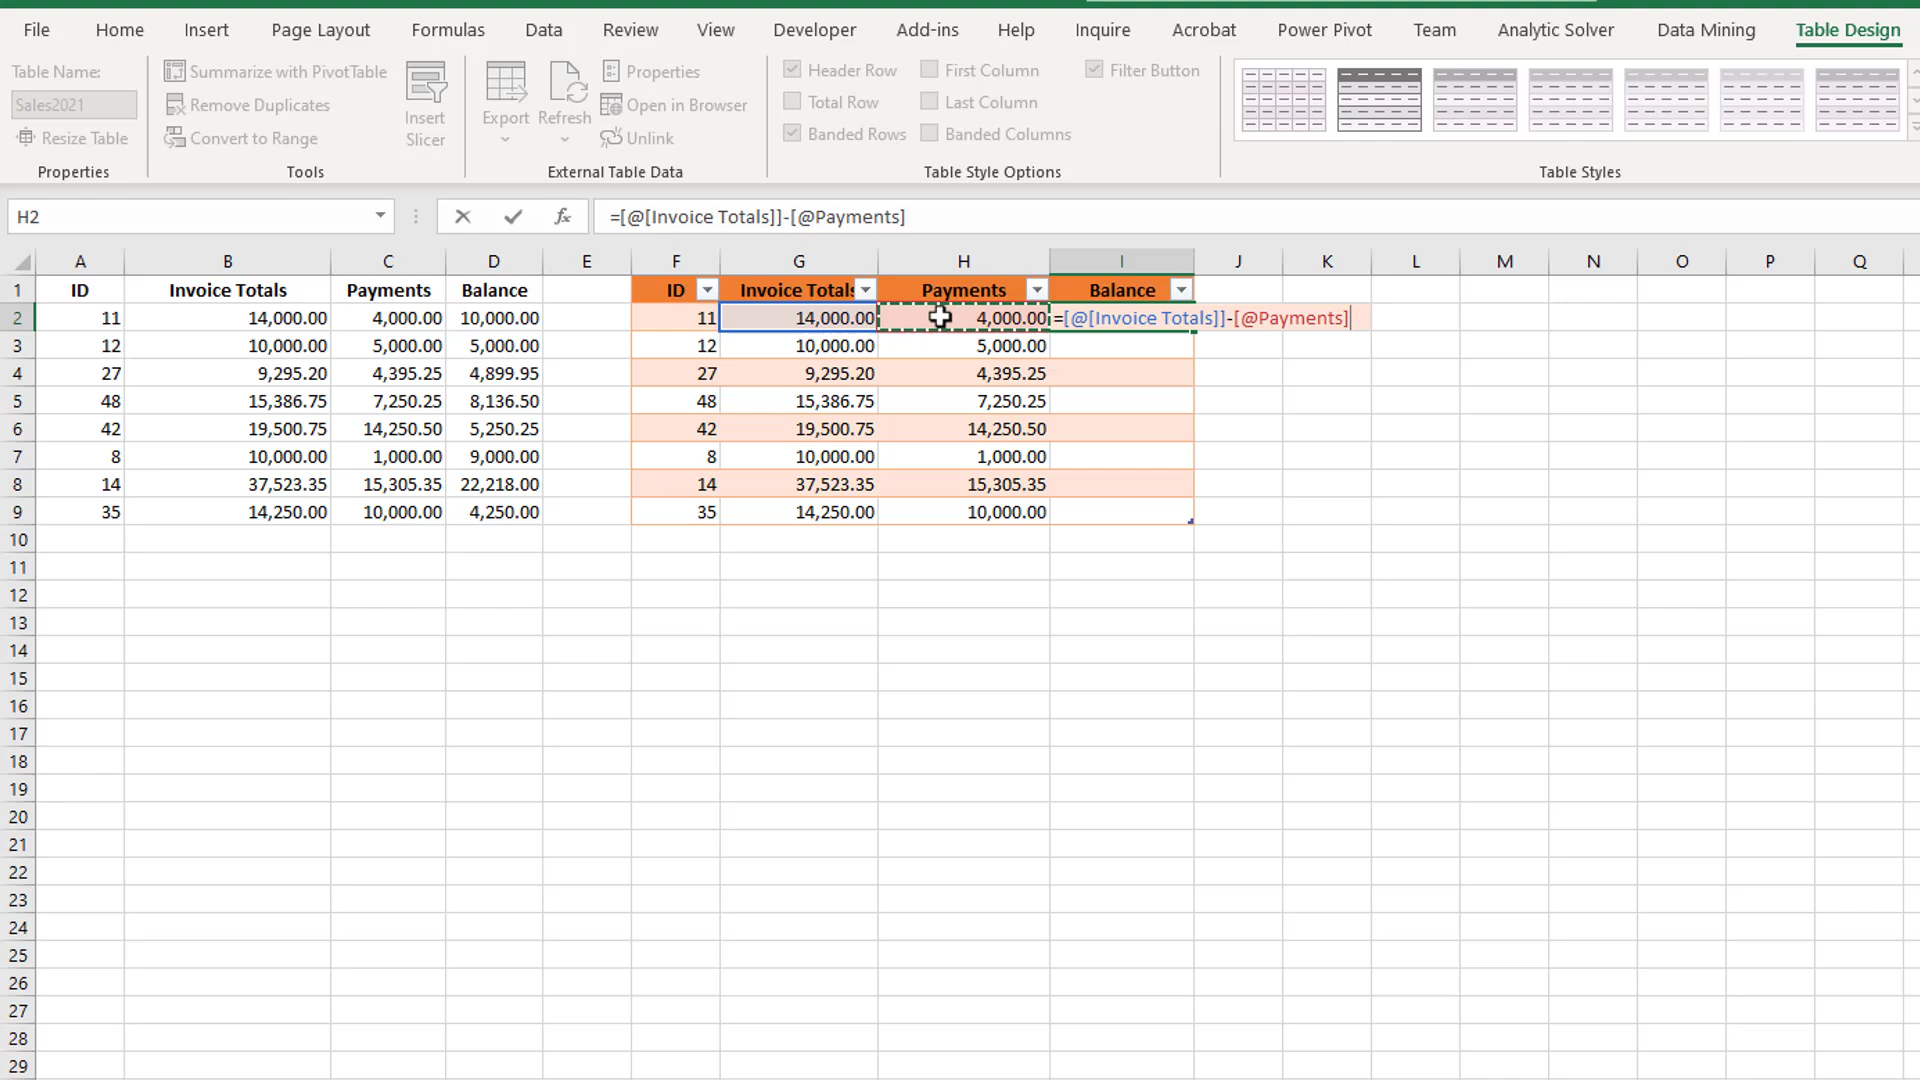 File Home Insert Page Layout Formulas Data Review View Developer Add-ins Help Inquire Acrobat Power Pivot Team Analytic Solver Data Mining Table Design
Table Name:
Sales2021
Resize Table
Properties
Summarize with PivotTable
Remove Duplicates
Convert to Range
Tools
Insert
Slicer
Export
Refresh
Properties
Open in Browser
Unlink
External Table Data
Header Row First Column Filter Button
Total Row Last Column
Banded Rows Banded Columns
Table Style Options
Table Styles
H2 fx =[@[Invoice Totals]]-[@Payments]
A B C D E F G H I J K L M N O P Q
1 ID Invoice Totals Payments Balance ID Invoice Totals Payments Balance
2 11 14,000.00 4,000.00 10,000.00 11 14,000.00 4,000.00 =[@[Invoice Totals]]-[@Payments]
3 12 10,000.00 5,000.00 5,000.00 12 10,000.00 5,000.00
4 27 9,295.20 4,395.25 4,899.95 27 9,295.20 4,395.25
5 48 15,386.75 7,250.25 8,136.50 48 15,386.75 7,250.25
6 42 19,500.75 14,250.50 5,250.25 42 19,500.75 14,250.50
7 8 10,000.00 1,000.00 9,000.00 8 10,000.00 1,000.00
8 14 37,523.35 15,305.35 22,218.00 14 37,523.35 15,305.35
9 35 14,250.00 10,000.00 4,250.00 35 14,250.00 10,000.00
10
11
12
13
14
15
16
17
18
19
20
21
22
23
24
25
26
27
28
29